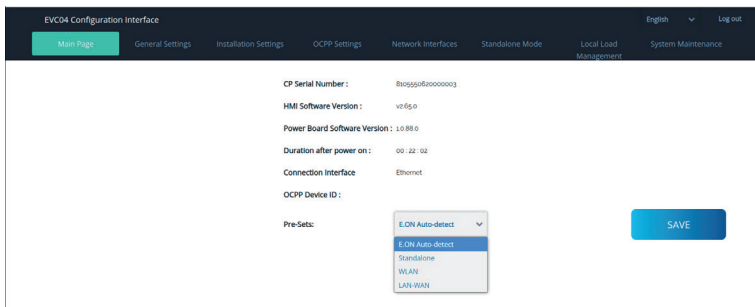 EVC04 Configuration Interface
English
Log out
Main Page
General Settings
Installation Settings
OCPP Settings
Network Interfaces
Standalone Mode
Local Load
Management
System Maintenance
CP Serial Number :
8105550620000003
HMI Software Version :
v2.65.0
Power Board Software Version :
1.0.88.0
Duration after power on :
00 : 22 : 02
Connection Interface
Ethernet
OCPP Device ID :
Pre-Sets:
E.ON Auto-detect
SAVE
E.ON Auto-detect
Standalone
WLAN
LAN-WAN